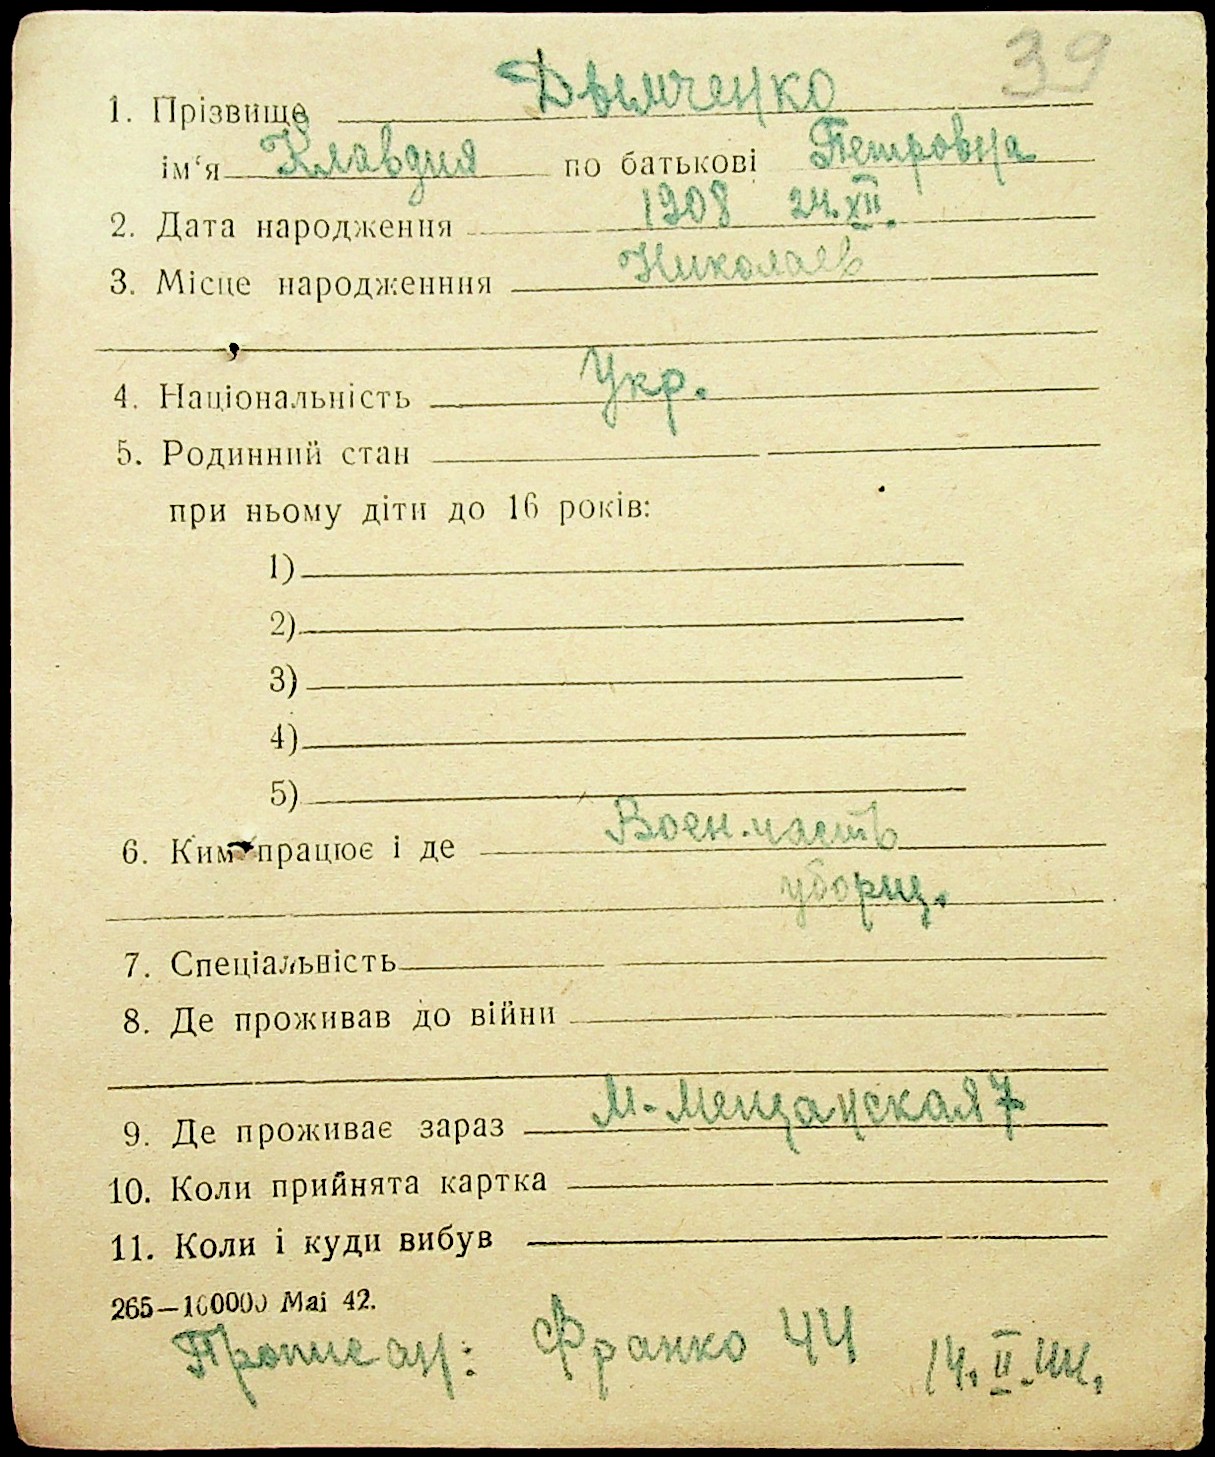 39
1. Прізвище Дымченко
ім‘я Клавдия по батькові Петровна
2. Дата народження 1908 24.XII.
3. Місце народженння Николаев
4. Національність Укр.
5. Родинний стан
при ньому діти до 16 років:
1)
2)
3)
4)
5)
6. Ким працює і де Воен. часть
уборщ.
7. Спеціальність
8. Де проживав до війни
9. Де проживає зараз М-Мещанская 7
10. Коли прийнята картка
11. Коли і куди вибув
265—100000 Маі 42.
Прописан: Франко 44 14.II.44.